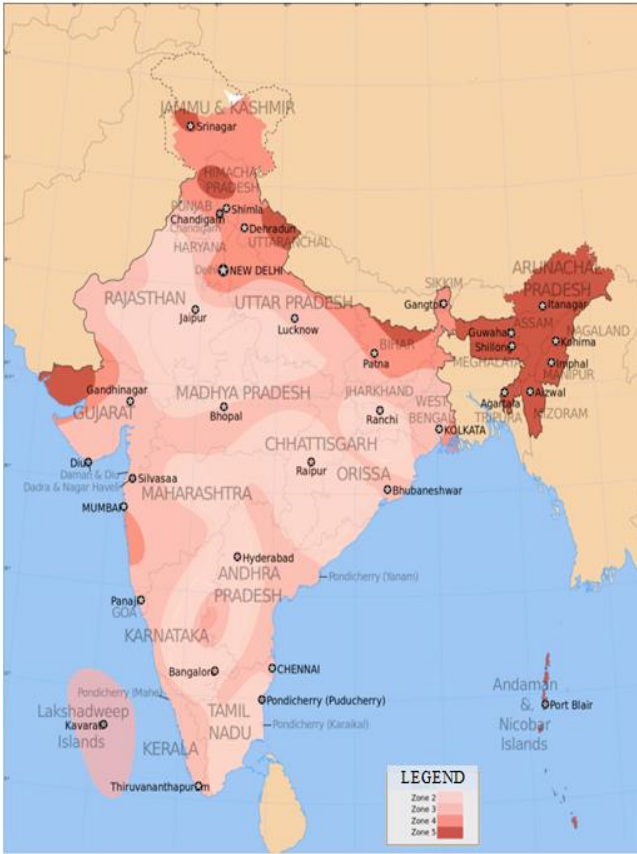 JAMMU & KASHMIR
Srinagar
HIMACHAL
PRADESH
PUNJAB
Shimla
Chandigarh
Chandigarh
Dehradun
UTTARANCHAL
HARYANA
Delhi
NEW DELHI
ARUNACHAL
PRADESH
SIKKIM
Gangtok
Itanagar
RAJASTHAN
UTTAR PRADESH
Jaipur
Lucknow
ASSAM
Guwahati
NAGALAND
Kohima
Shillong
MEGHALAYA
BIHAR
Patna
Imphal
MANIPUR
Gandhinagar
GUJARAT
MADHYA PRADESH
Bhopal
JHARKHAND
Ranchi
WEST
BENGAL
KOLKATA
Agartala
TRIPURA
Aizwal
MIZORAM
CHHATTISGARH
Raipur
ORISSA
Diu
Daman & Diu
Dadra & Nagar Haveli
Silvasaa
MAHARASHTRA
Bhubaneshwar
MUMBAI
Hyderabad
ANDHRA
PRADESH
Pondicherry (Yanam)
Panaji
GOA
KARNATAKA
Bangalore
CHENNAI
Pondicherry (Mahe)
Pondicherry (Puducherry)
Lakshadweep
Kavarati
Islands
TAMIL
NADU
Pondicherry (Karaikal)
KERALA
Thiruvananthapuram
Andaman
&
Nicobar
Islands
Port Blair
LEGEND
Zone 2
Zone 3
Zone 4
Zone 5